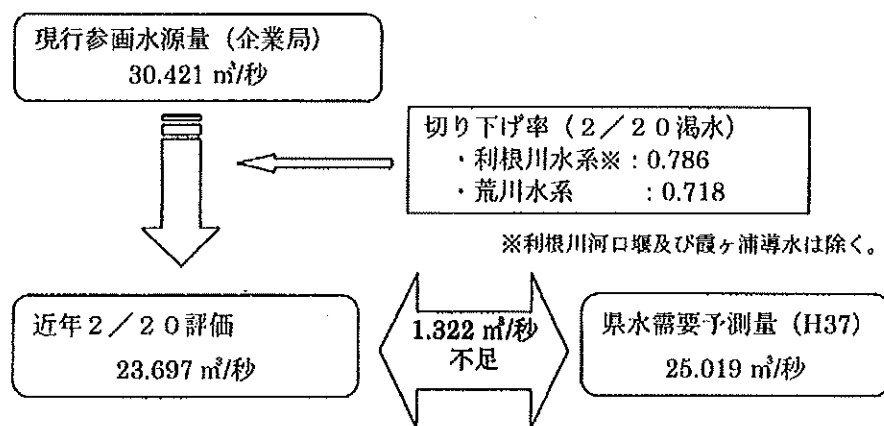 現行参画水源量（企業局）
30.421 ㎥/秒
切り下げ率（２／２０渇水）
・利根川水系※：0.786
・荒川水系　　：0.718
※利根川河口堰及び霞ヶ浦導水は除く。
近年２／２０評価
23.697 ㎥/秒
1.322 ㎥/秒
不足
県水需要予測量（H37）
25.019 ㎥/秒